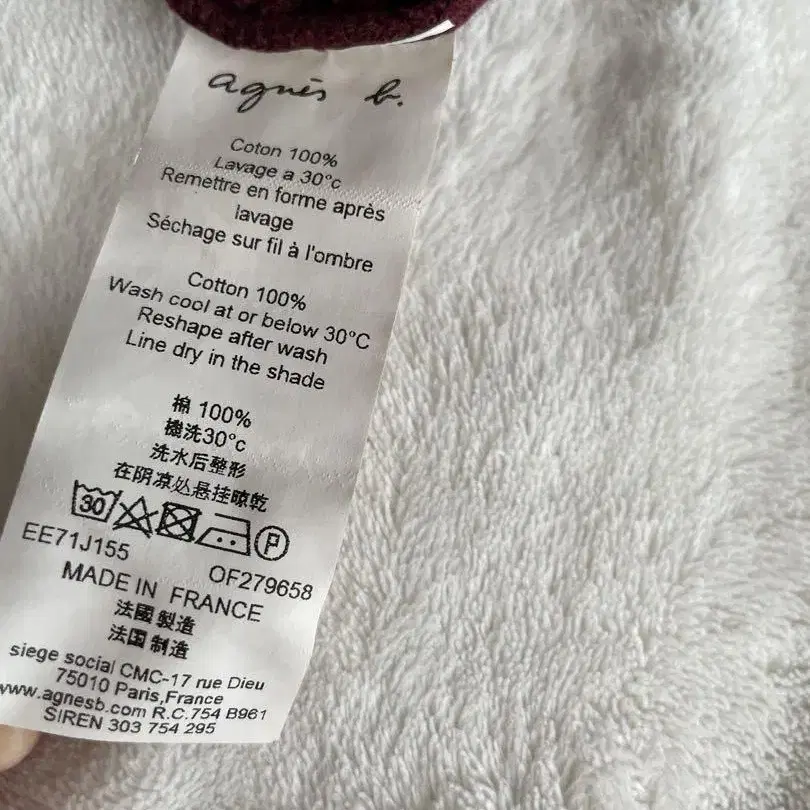 agnès b.
Coton 100%
Lavage a 30°c
Remettre en forme après
lavage
Séchage sur fil à l'ombre
Cotton 100%
Wash cool at or below 30°C
Reshape after wash
Line dry in the shade
棉 100%
機洗30°c
洗水后整形
在阴凉处悬挂晾乾
30 P
EE71J155
OF279658
MADE IN FRANCE
法國製造
法国制造
siege social CMC-17 rue Dieu
75010 Paris,France
www.agnesb.com R.C.754 B961
SIREN 303 754 295